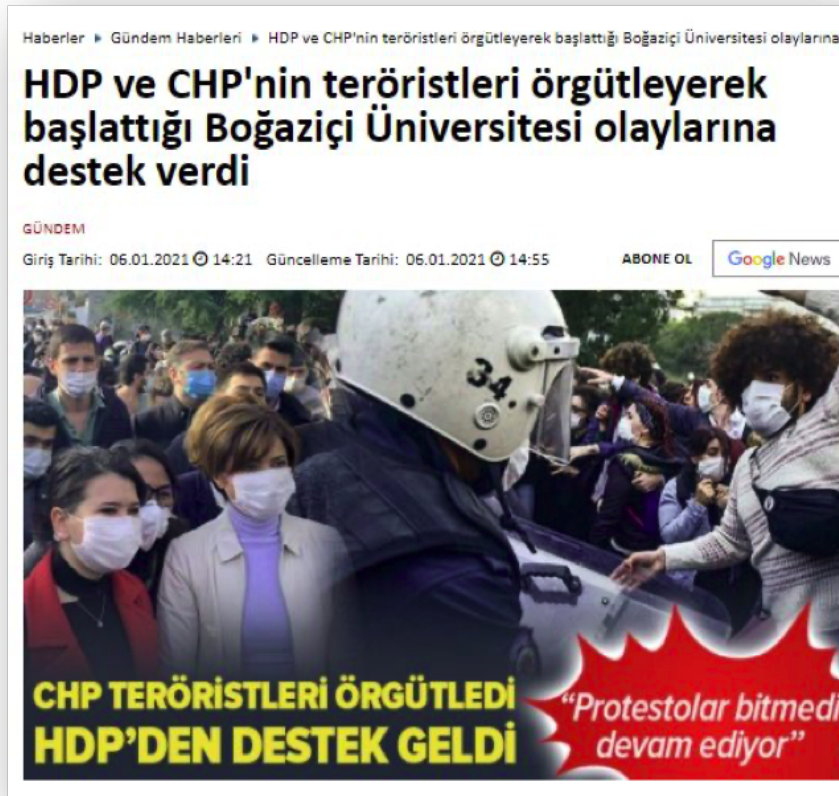 Haberler ▸ Gündem Haberleri ▸ HDP ve CHP'nin teröristleri örgütleyerek başlattığı Boğaziçi Üniversitesi olaylarına
HDP ve CHP'nin teröristleri örgütleyerek
başlattığı Boğaziçi Üniversitesi olaylarına
destek verdi
GÜNDEM
Giriş Tarihi: 06.01.2021 14:21 Güncelleme Tarihi: 06.01.2021 14:55 ABONE OL Google News
34
CHP TERÖRİSTLERİ ÖRGÜTLEDİ
HDP'DEN DESTEK GELDİ
“Protestolar bitmedi
devam ediyor”